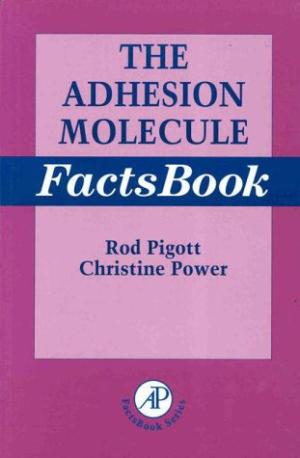 THE
ADHESION
MOLECULE
FactsBook
Rod Pigott
Christine Power
AP
FactsBook Series